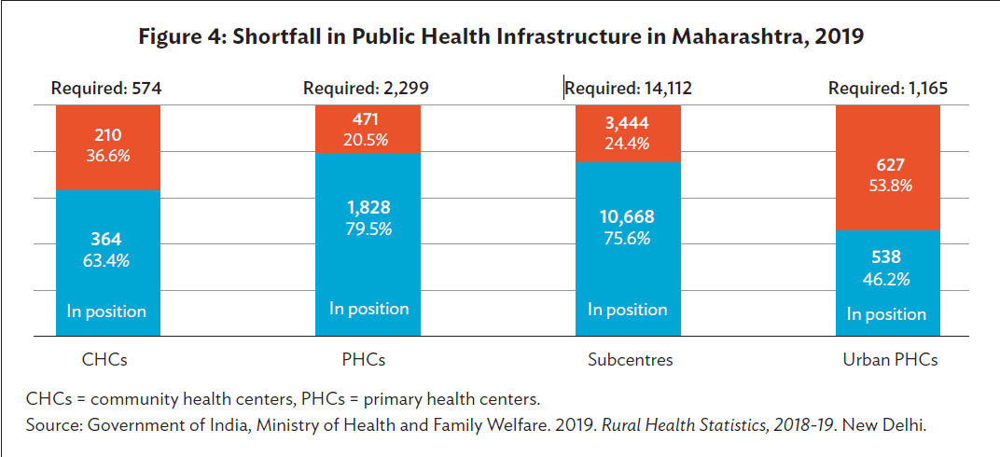 Figure 4: Shortfall in Public Health Infrastructure in Maharashtra, 2019
Required: 574
Required: 2,299
Required: 14,112
Required: 1,165
210
36.6%
471
20.5%
3,444
24.4%
627
53.8%
364
63.4%
1,828
79.5%
10,668
75.6%
538
46.2%
In position
In position
In position
In position
CHCs
PHCs
Subcentres
Urban PHCs
CHCs = community health centers, PHCs = primary health centers.
Source: Government of India, Ministry of Health and Family Welfare. 2019. Rural Health Statistics, 2018-19. New Delhi.